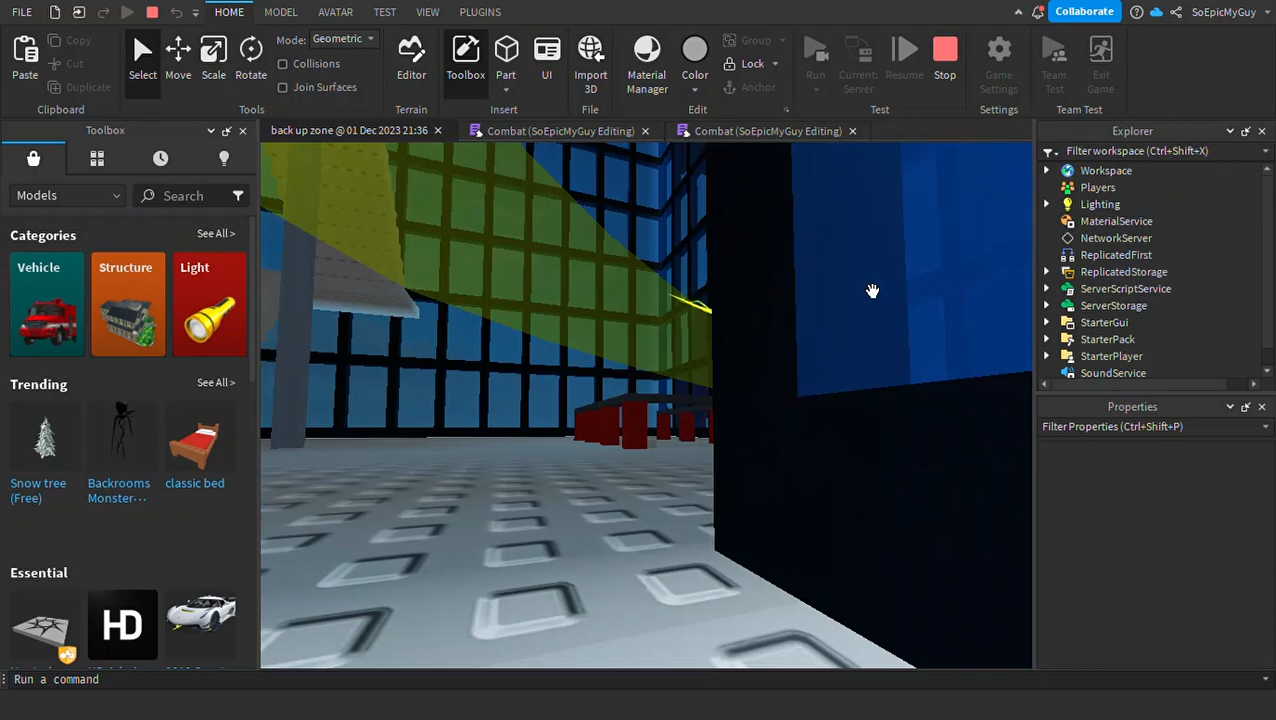 FILE HOME MODEL AVATAR TEST VIEW PLUGINS Collaborate SoEpicMyGuy
Paste Copy Cut Duplicate Clipboard
Select Move Scale Rotate Mode: Geometric Collisions Join Surfaces Tools
Editor Terrain
Toolbox Part UI Insert
Import 3D File
Material Manager Color Group Lock Anchor Edit
Run Current: Server Resume Stop Test
Game Settings Settings
Team Test Exit Game Team Test
Toolbox
back up zone @ 01 Dec 2023 21:36
Combat (SoEpicMyGuy Editing)
Combat (SoEpicMyGuy Editing)
Models Search
Categories See All >
Vehicle Structure Light
Trending See All >
Snow tree (Free)
Backrooms Monster...
classic bed
Essential See All >
HD
Explorer
Filter workspace (Ctrl+Shift+X)
Workspace
Players
Lighting
MaterialService
NetworkServer
ReplicatedFirst
ReplicatedStorage
ServerScriptService
ServerStorage
StarterGui
StarterPack
StarterPlayer
SoundService
Properties
Filter Properties (Ctrl+Shift+P)
Run a command